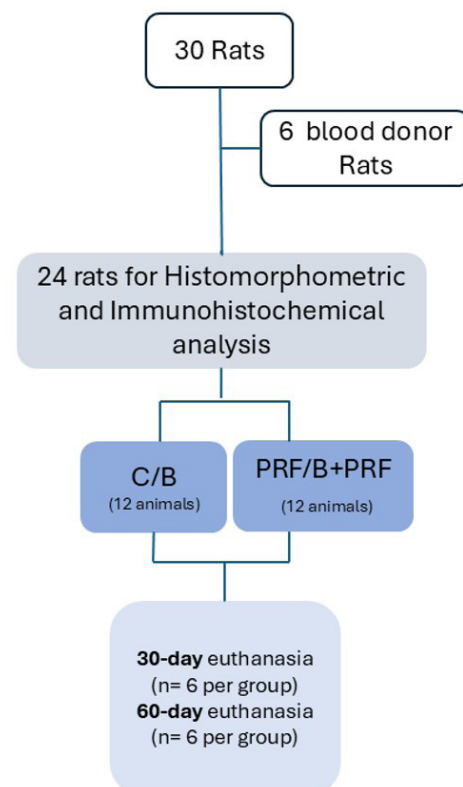 30 Rats
6 blood donor
Rats
24 rats for Histomorphometric
and Immunohistochemical
analysis
C/B
(12 animals)
PRF/B+PRF
(12 animals)
30-day euthanasia
(n= 6 per group)
60-day euthanasia
(n= 6 per group)